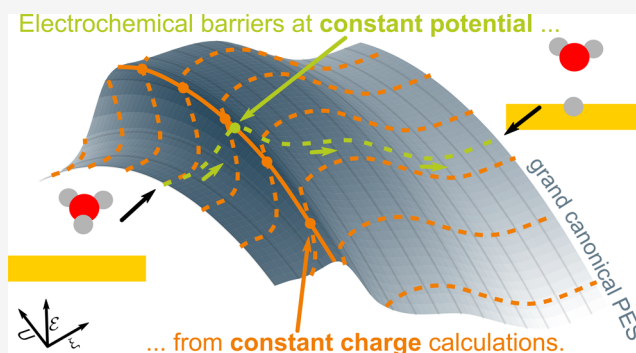 Electrochemical barriers at constant potential ...
grand canonical PES
U ℰ ξ
... from constant charge calculations.